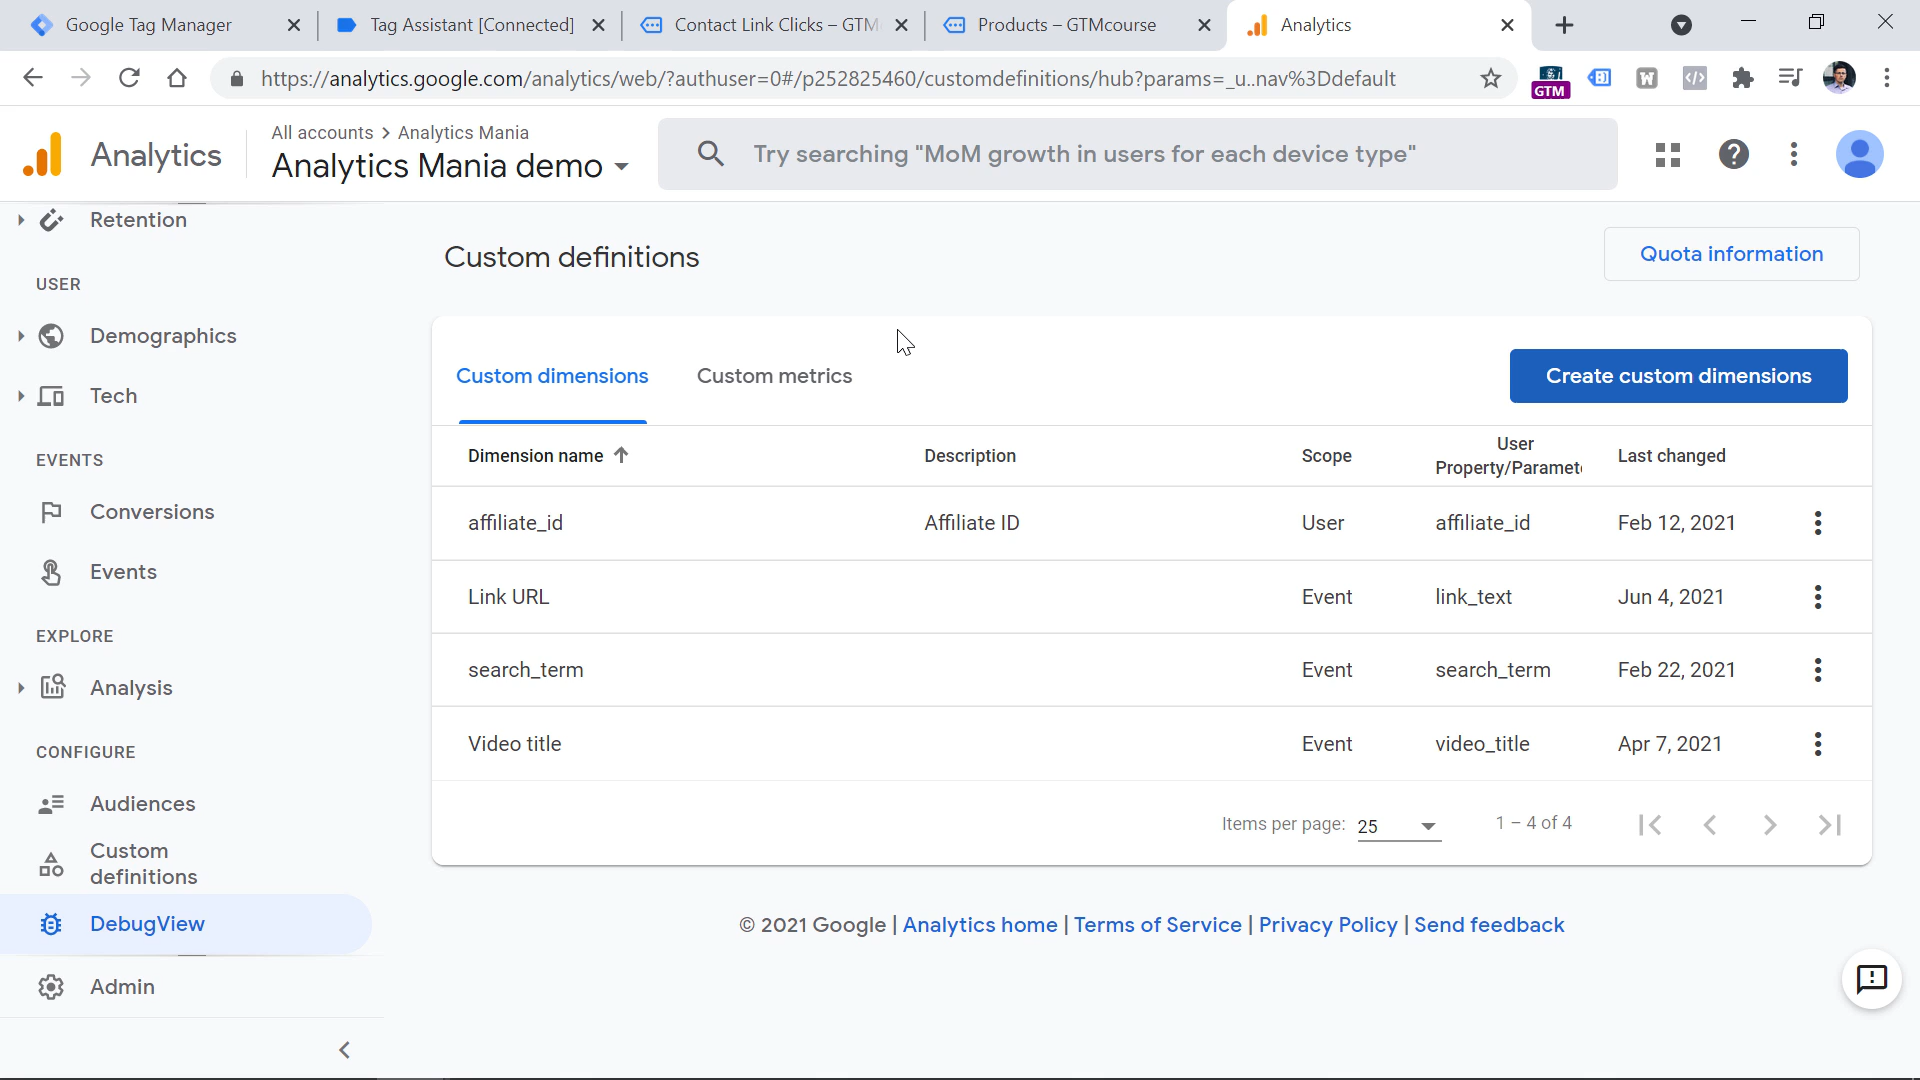 Google Tag Manager
Tag Assistant [Connected]
Contact Link Clicks – GTM
Products – GTMcourse
Analytics
https://analytics.google.com/analytics/web/?authuser=0#/p252825460/customdefinitions/hub?params=_u..nav%3Ddefault
GTM
W
</>
Analytics
All accounts > Analytics Mania
Analytics Mania demo
Try searching "MoM growth in users for each device type"
Retention
USER
Demographics
Tech
EVENTS
Conversions
Events
EXPLORE
Analysis
CONFIGURE
Audiences
Custom
definitions
DebugView
Admin
Custom definitions
Quota information
Custom dimensions
Custom metrics
Create custom dimensions
Dimension name
Description
Scope
User
Property/Paramet
Last changed
affiliate_id Affiliate ID User affiliate_id Feb 12, 2021
Link URL Event link_text Jun 4, 2021
search_term Event search_term Feb 22, 2021
Video title Event video_title Apr 7, 2021
Items per page: 25 1 – 4 of 4
© 2021 Google | Analytics home | Terms of Service | Privacy Policy | Send feedback